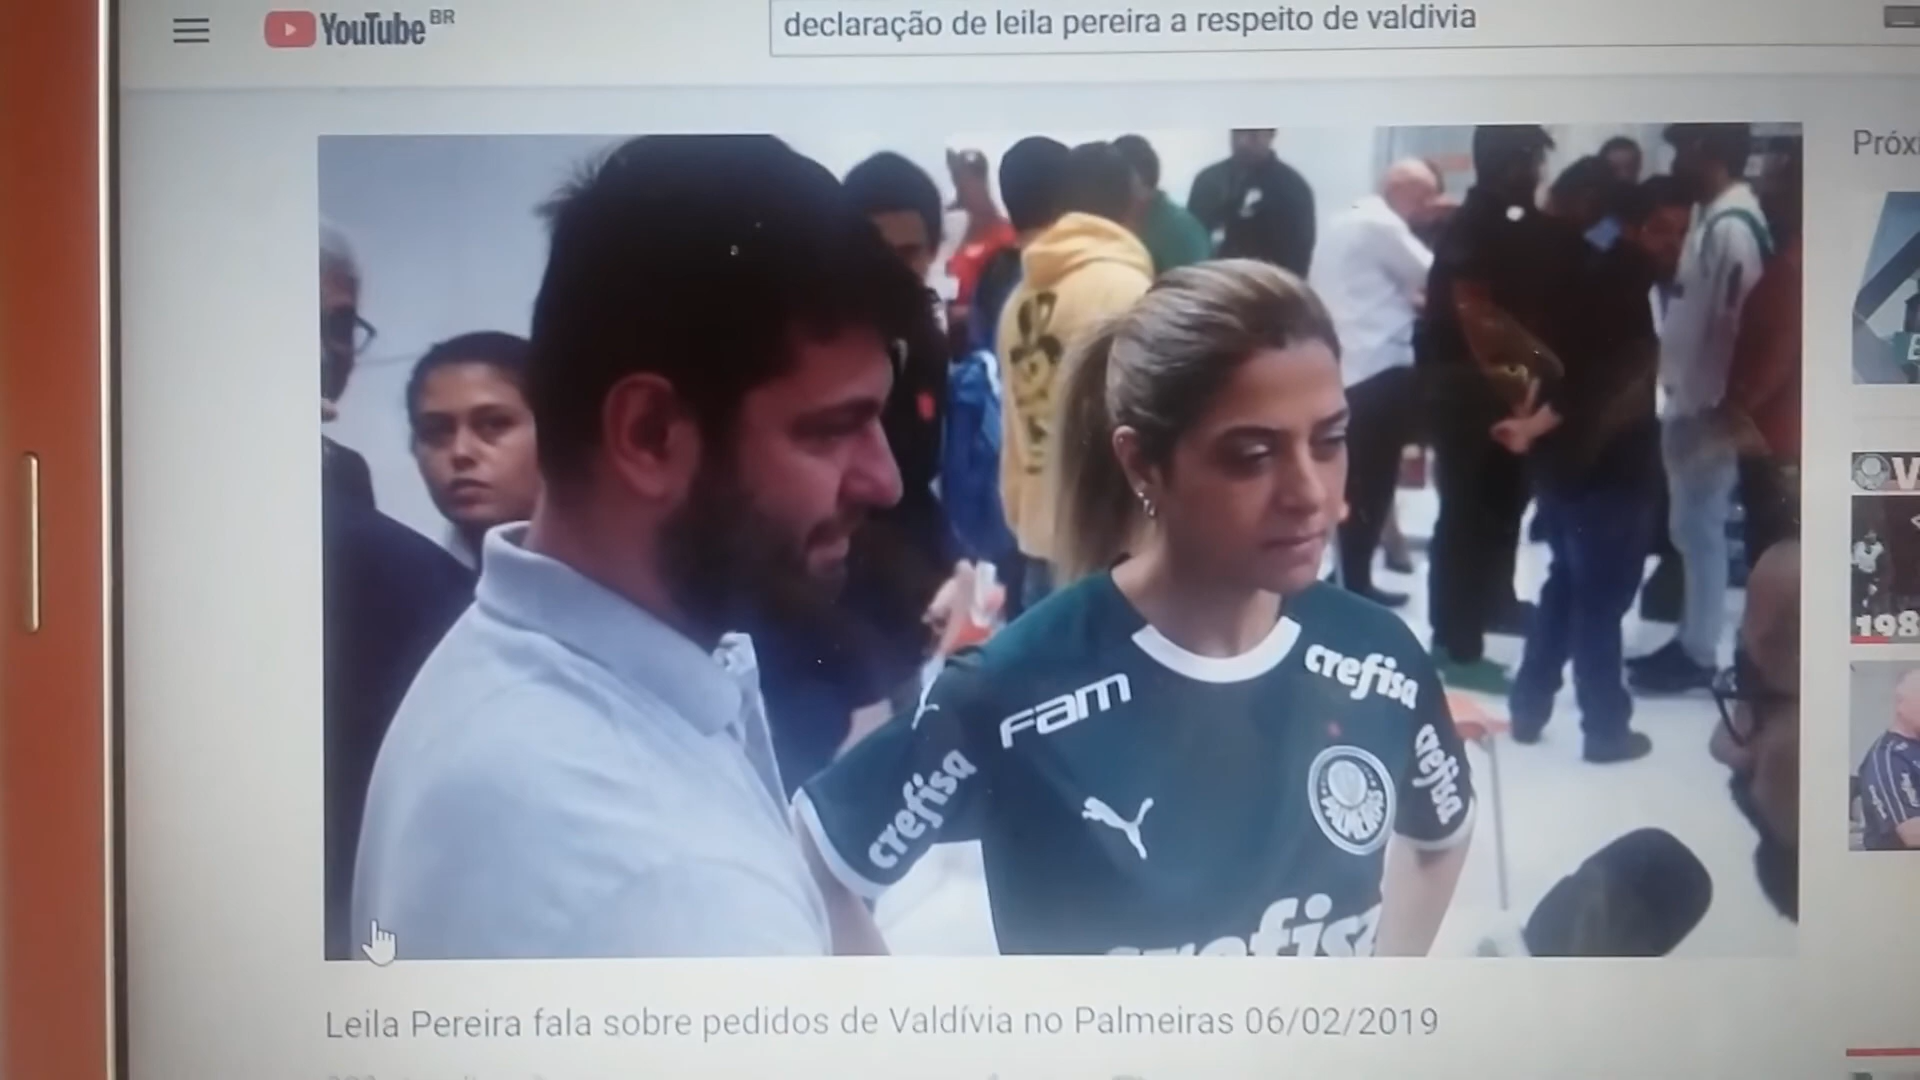 YouTube BR
declaração de leila pereira a respeito de valdivia
Próx
FAM
crefisa
crefisa
crefisa
PALMEIRAS
crefisa
198
Leila Pereira fala sobre pedidos de Valdívia no Palmeiras 06/02/2019